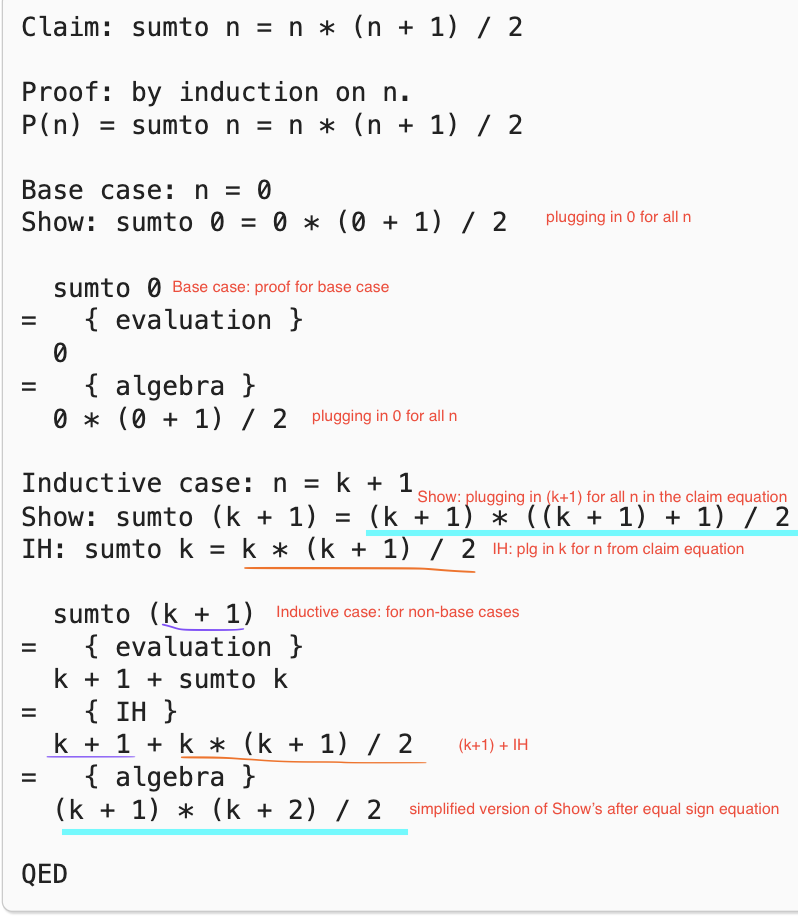 Claim: sumto n = n * (n + 1) / 2
Proof: by induction on n.
P(n) = sumto n = n * (n + 1) / 2
Base case: n = 0
Show: sumto 0 = 0 * (0 + 1) / 2 plugging in 0 for all n
sumto 0 Base case: proof for base case
= { evaluation }
0
= { algebra }
0 * (0 + 1) / 2 plugging in 0 for all n
Inductive case: n = k + 1 Show: plugging in (k+1) for all n in the claim equation
Show: sumto (k + 1) = (k + 1) * ((k + 1) + 1) / 2
IH: sumto k = k * (k + 1) / 2 IH: plg in k for n from claim equation
sumto (k + 1) Inductive case: for non-base cases
= { evaluation }
k + 1 + sumto k
= { IH }
k + 1 + k * (k + 1) / 2 (k+1) + IH
= { algebra }
(k + 1) * (k + 2) / 2 simplified version of Show's after equal sign equation
QED